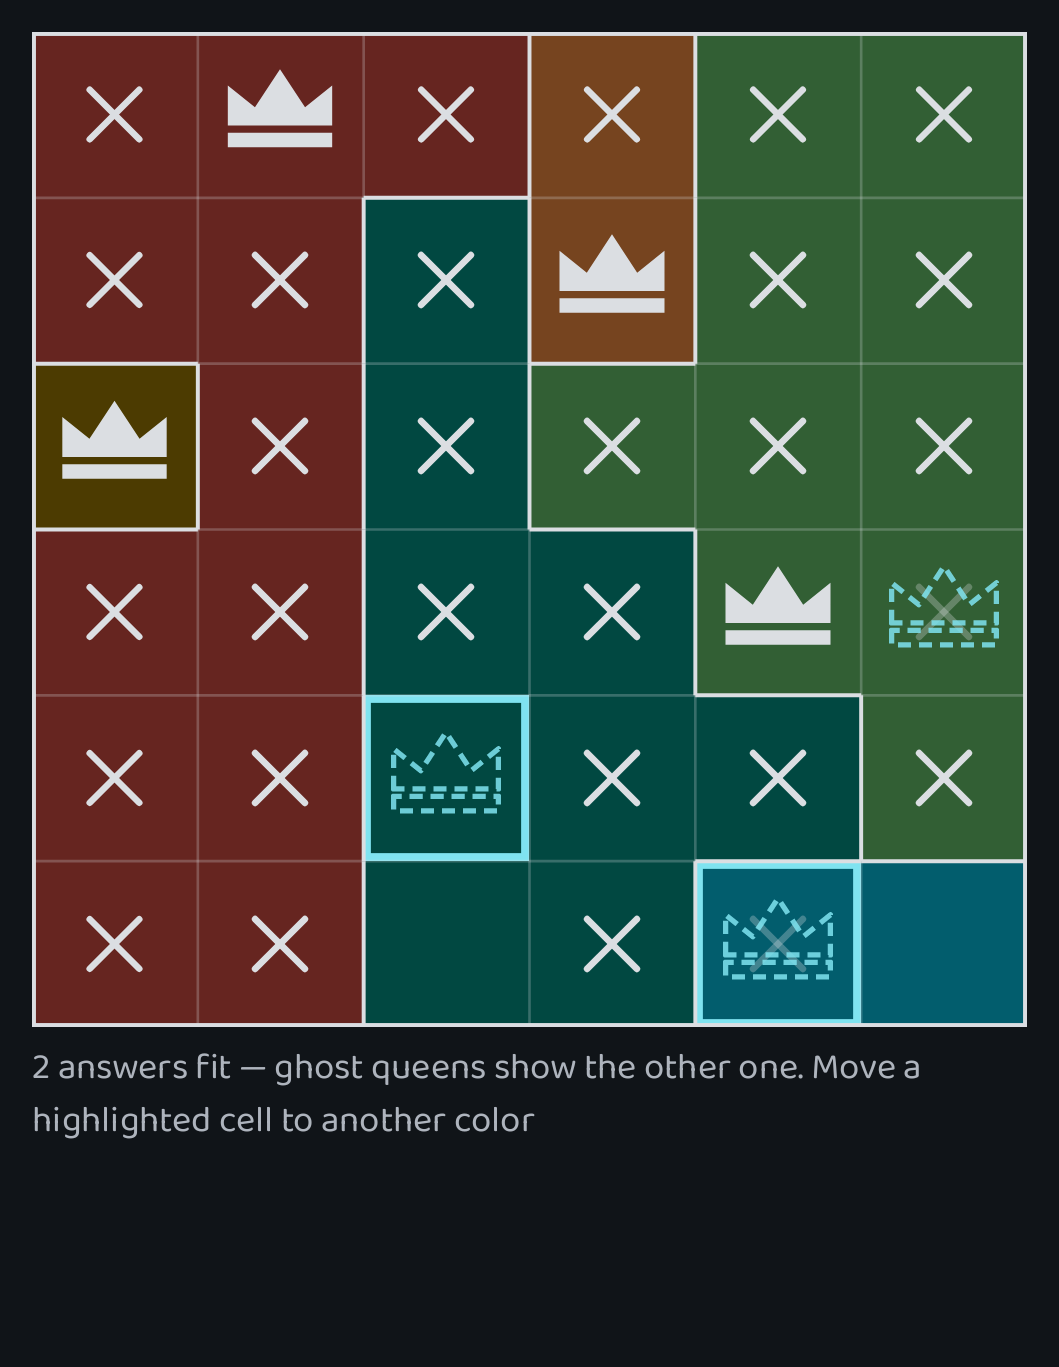 2 answers fit — ghost queens show the other one. Move a
highlighted cell to another color